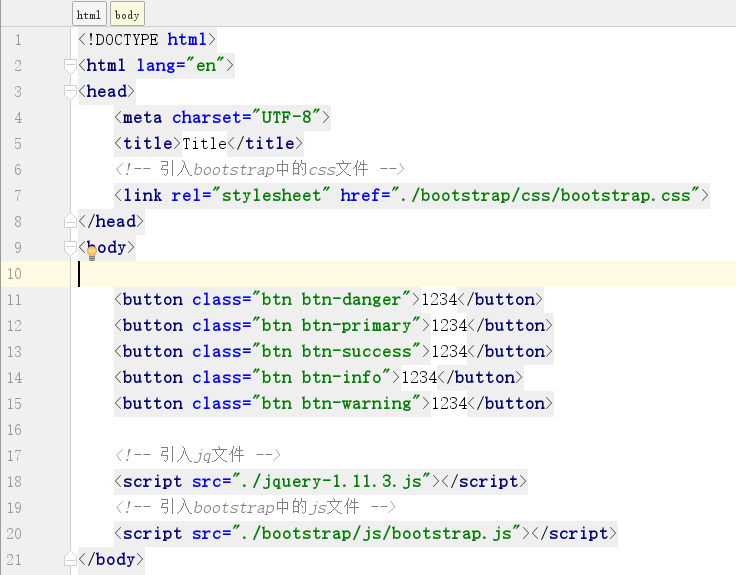 html body
1 <!DOCTYPE html>
2 <html lang="en">
3 <head>
4 <meta charset="UTF-8">
5 <title>Title</title>
6 <!-- 引入bootstrap中的css文件 -->
7 <link rel="stylesheet" href="./bootstrap/css/bootstrap.css">
8 </head>
9 <body>
10
11 <button class="btn btn-danger">1234</button>
12 <button class="btn btn-primary">1234</button>
13 <button class="btn btn-success">1234</button>
14 <button class="btn btn-info">1234</button>
15 <button class="btn btn-warning">1234</button>
16
17 <!-- 引入jq文件 -->
18 <script src="./jquery-1.11.3.js"></script>
19 <!-- 引入bootstrap中的js文件 -->
20 <script src="./bootstrap/js/bootstrap.js"></script>
21 </body>